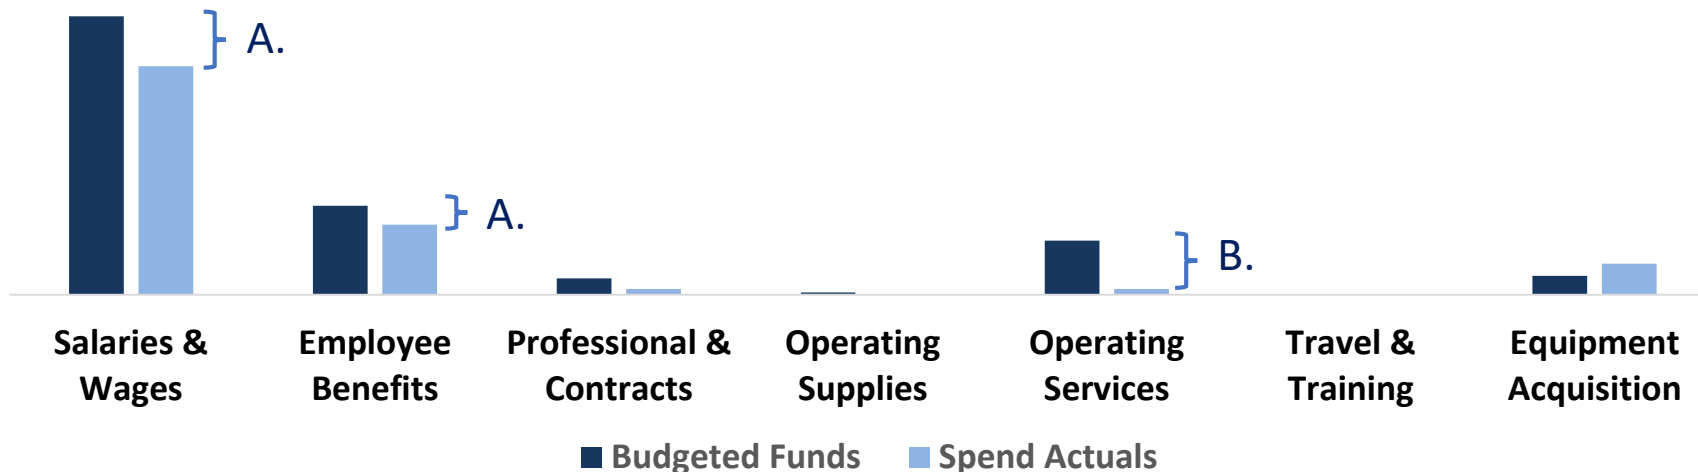 A.
A.
B.
Salaries &
Wages
Employee
Benefits
Professional &
Contracts
Operating
Supplies
Operating
Services
Travel &
Training
Equipment
Acquisition
Budgeted Funds
Spend Actuals